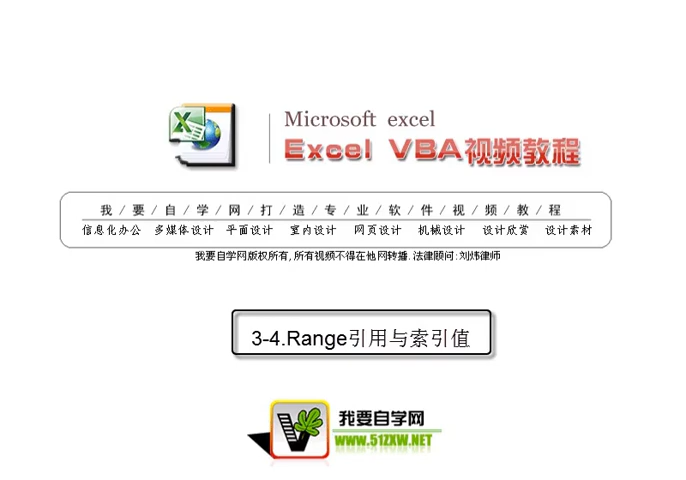 Microsoft excel
Excel VBA视频教程
我/要/自/学/网/打/造/专/业/软/件/视/频/教/程
信息化办公 多媒体设计 平面设计 室内设计 网页设计 机械设计 设计欣赏 设计素材
我要自学网版权所有,所有视频不得在他网转播.法律顾问:刘炜律师
3-4.Range引用与索引值
我要自学网
www.51ZXW.NET